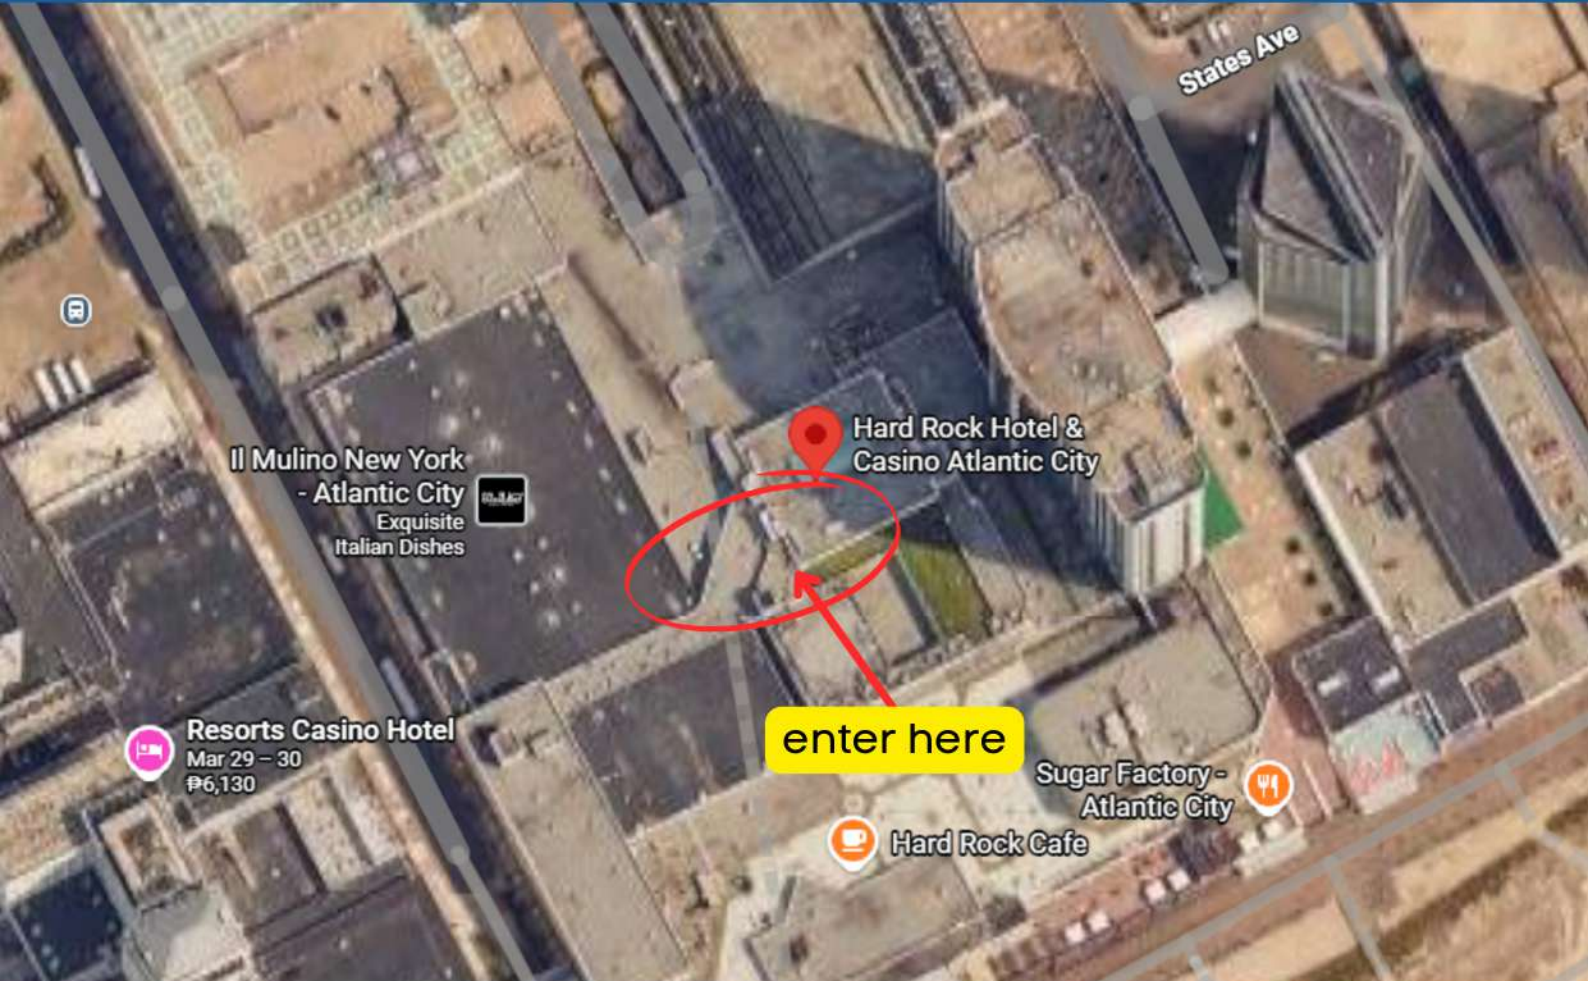 States Ave
Hard Rock Hotel &
Casino Atlantic City
Il Mulino New York
- Atlantic City
Exquisite
Italian Dishes
enter here
Resorts Casino Hotel
Mar 29 – 30
₱6,130
Sugar Factory -
Atlantic City
Hard Rock Cafe